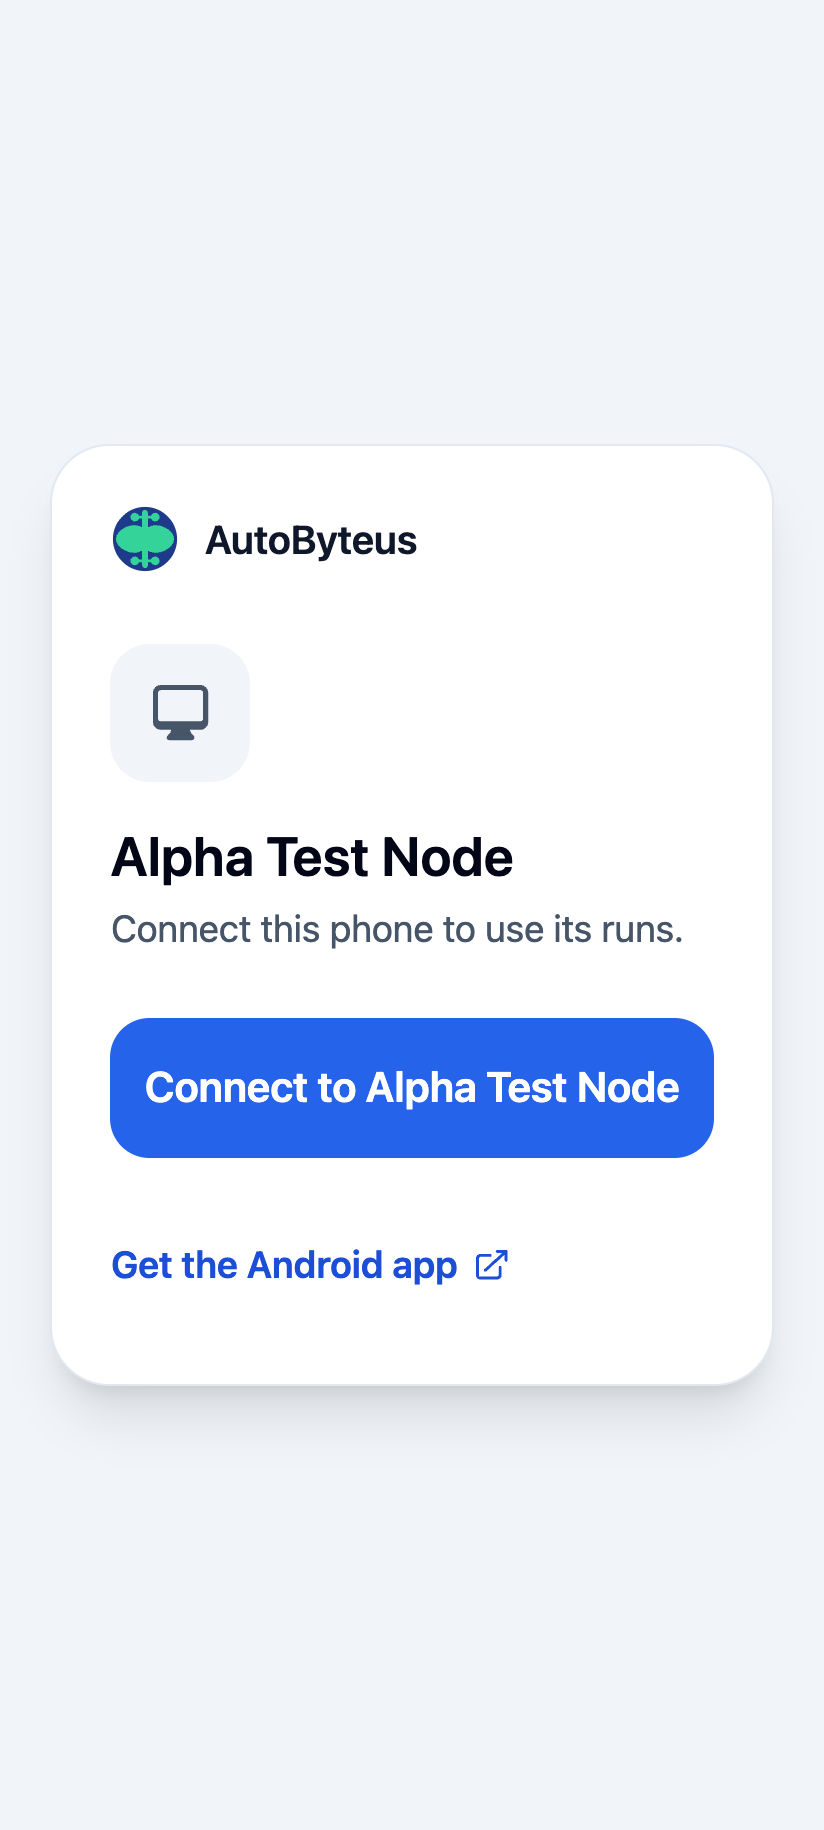 AutoByteus
Alpha Test Node
Connect this phone to use its runs.
Connect to Alpha Test Node
Get the Android app